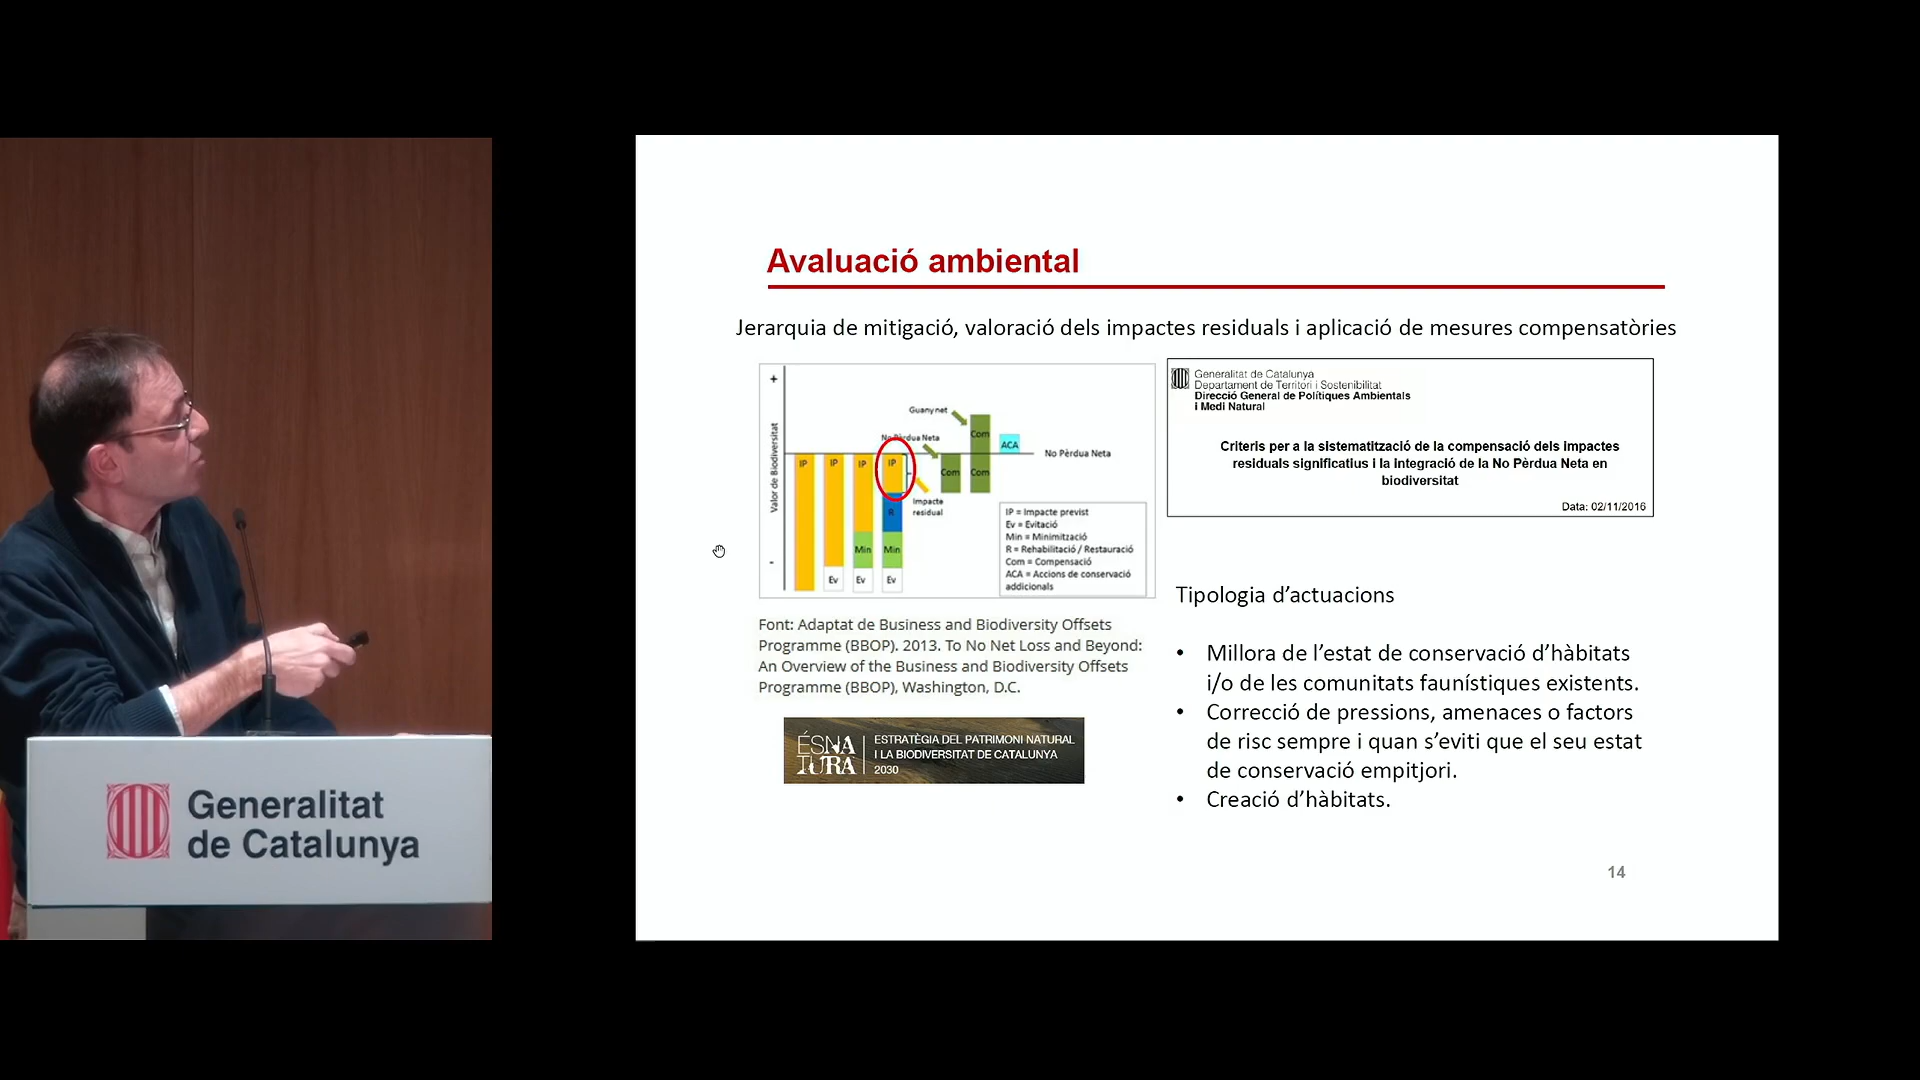 Avaluació ambiental
Jerarquia de mitigació, valoració dels impactes residuals i aplicació de mesures compensatòries
+
Valor de Biodiversitat
-
Guany net
No Pèrdua Neta
IP
IP
IP
IP
Com
Com
Com
ACA
No Pèrdua Neta
Impacte
residual
R
Min
Min
Ev
Ev
Ev
IP = Impacte previst
Ev = Evitació
Min = Minimització
R = Rehabilitació / Restauració
Com = Compensació
ACA = Accions de conservació
addicionals
Font: Adaptat de Business and Biodiversity Offsets
Programme (BBOP). 2013. To No Net Loss and Beyond:
An Overview of the Business and Biodiversity Offsets
Programme (BBOP), Washington, D.C.
ÉSNA
TURA
ESTRATÈGIA DEL PATRIMONI NATURAL
I LA BIODIVERSITAT DE CATALUNYA
2030
Generalitat de Catalunya
Departament de Territori i Sostenibilitat
Direcció General de Polítiques Ambientals
i Medi Natural
Criteris per a la sistematització de la compensació dels impactes
residuals significatius i la integració de la No Pèrdua Neta en
biodiversitat
Data: 02/11/2016
Tipologia d’actuacions
• Millora de l’estat de conservació d’hàbitats
i/o de les comunitats faunístiques existents.
• Correcció de pressions, amenaces o factors
de risc sempre i quan s’eviti que el seu estat
de conservació empitjori.
• Creació d’hàbitats.
14
Generalitat
de Catalunya